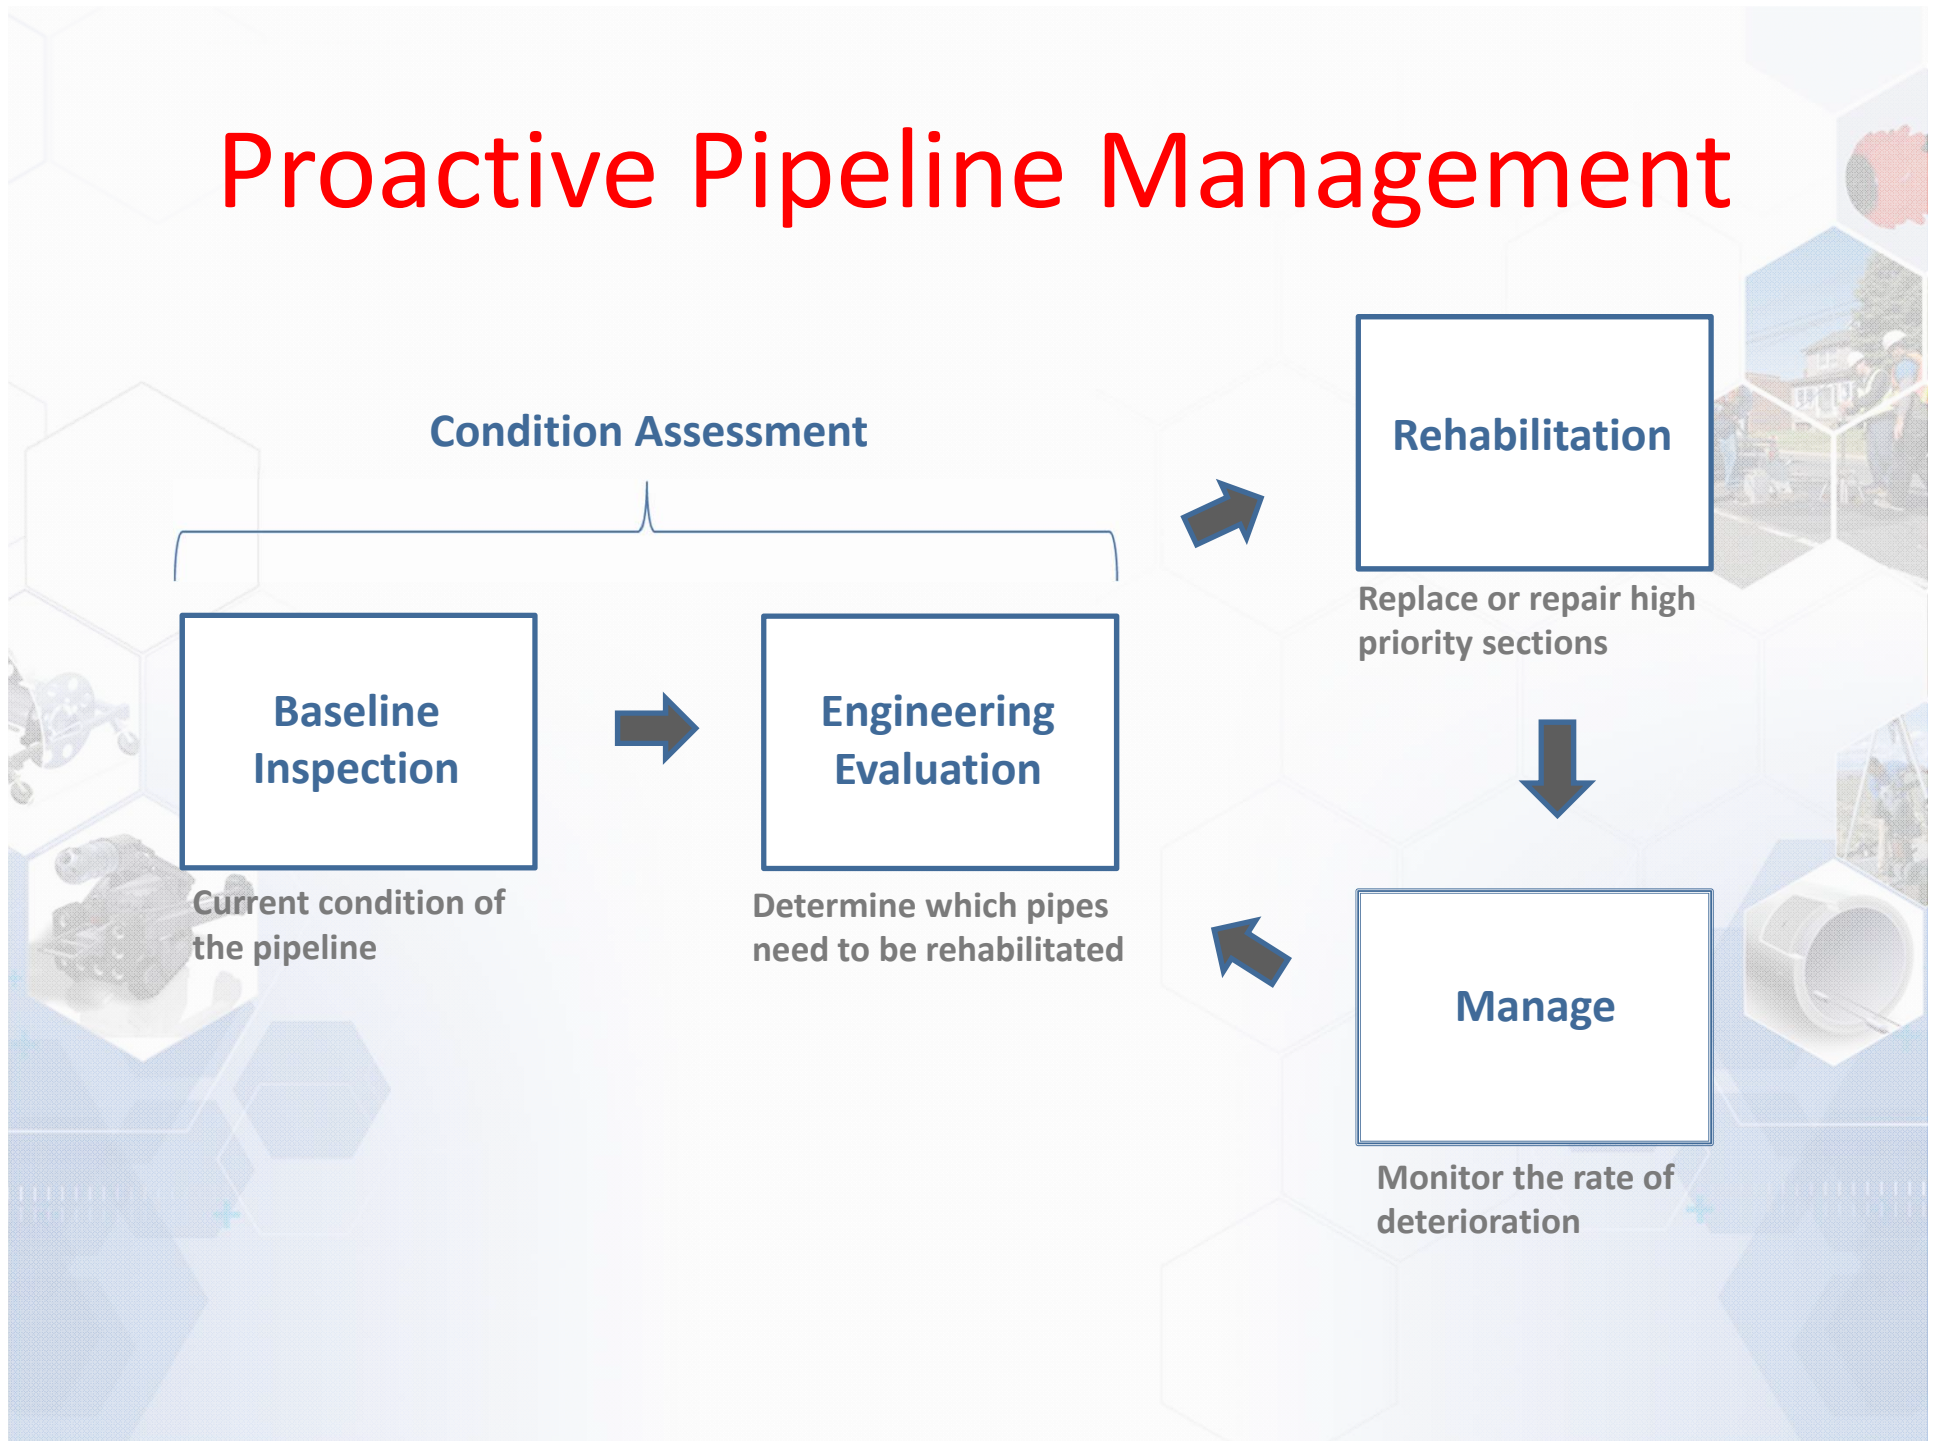 Proactive Pipeline Management
Condition Assessment
Baseline
Inspection
Current condition of
the pipeline
Engineering
Evaluation
Determine which pipes
need to be rehabilitated
Rehabilitation
Replace or repair high
priority sections
Manage
Monitor the rate of
deterioration